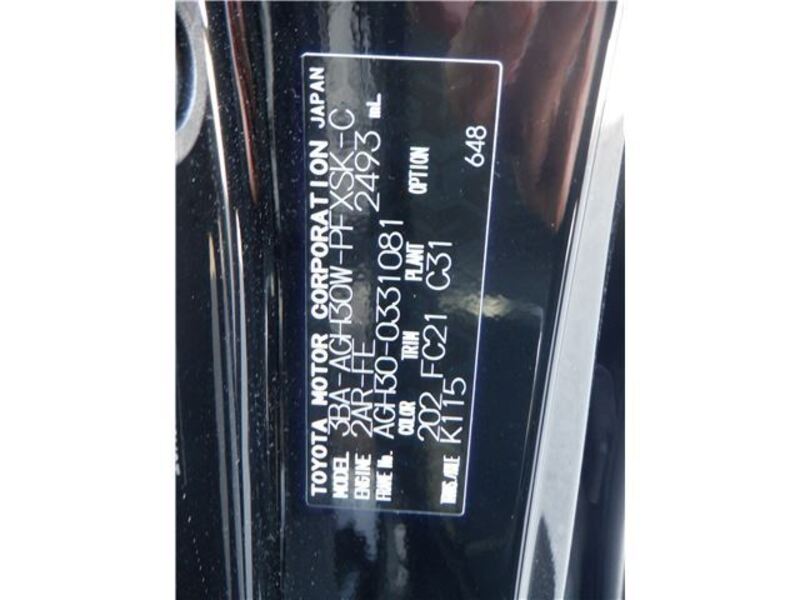 TOYOTA MOTOR CORPORATION JAPAN
MODEL 3BA-AGH30W-PFXSK-C
ENGINE 2AR-FE 2493 mL
FRAME No. AGH30-0331081
COLOR TRIM PLANT OPTION
202 FC21 C31
TRNS/AXLE K115 648